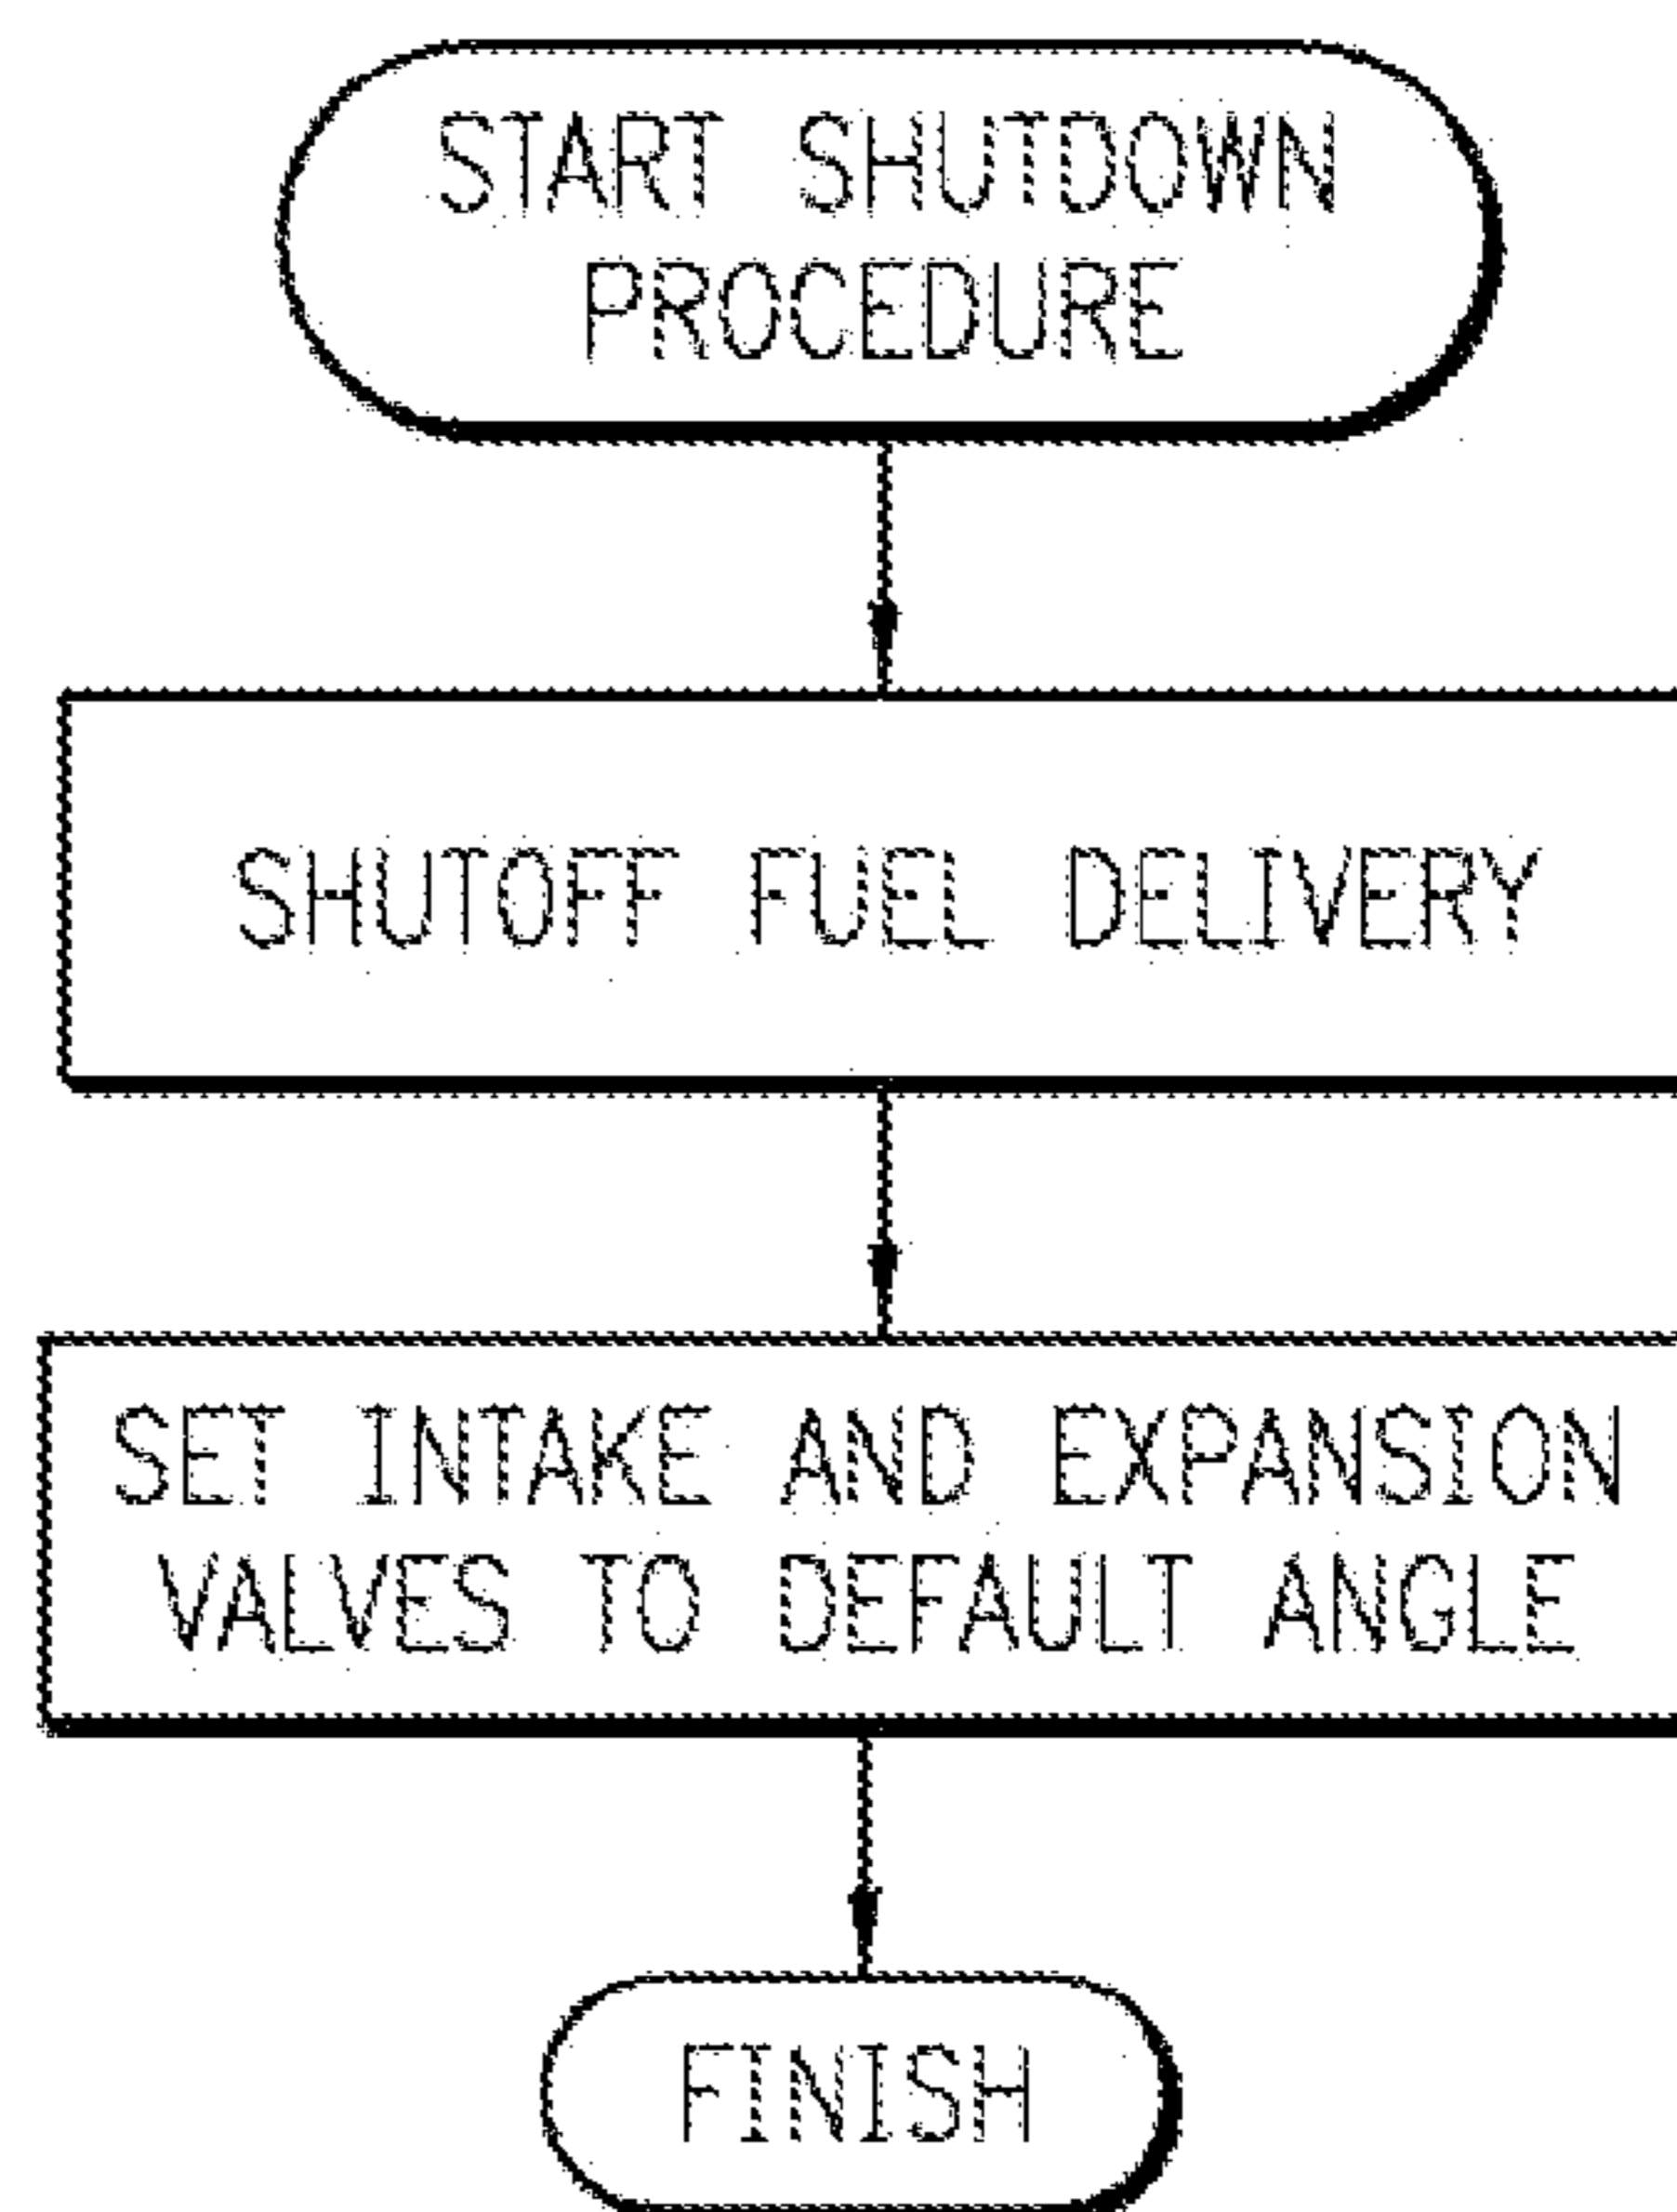 START SHUTDOWN
PROCEDURE
SHUTOFF FUEL DELIVERY
SET INTAKE AND EXPANSION
VALVES TO DEFAULT ANGLE
FINISH